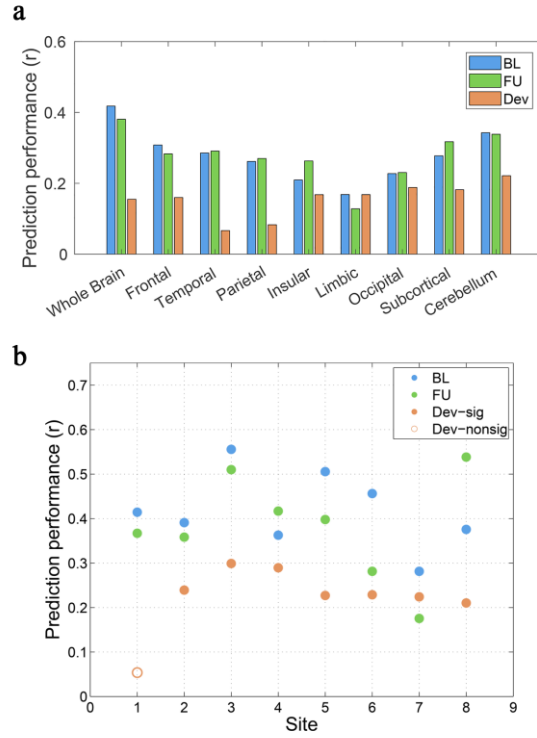 a
Prediction performance (r)
0.6
0.4
0.2
0
BL
FU
Dev
Whole Brain
Frontal
Temporal
Parietal
Insular
Limbic
Occipital
Subcortical
Cerebellum
b
Prediction performance (r)
0.7
0.6
0.5
0.4
0.3
0.2
0.1
0
BL
FU
Dev−sig
Dev−nonsig
0 1 2 3 4 5 6 7 8 9
Site